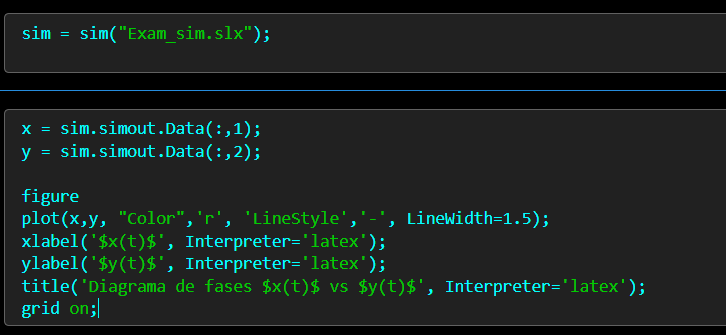 sim = sim("Exam_sim.slx");
x = sim.simout.Data(:,1);
y = sim.simout.Data(:,2);
figure
plot(x,y, "Color",'r', 'LineStyle','-', LineWidth=1.5);
xlabel('$x(t)$', Interpreter='latex');
ylabel('$y(t)$', Interpreter='latex');
title('Diagrama de fases $x(t)$ vs $y(t)$', Interpreter='latex');
grid on;